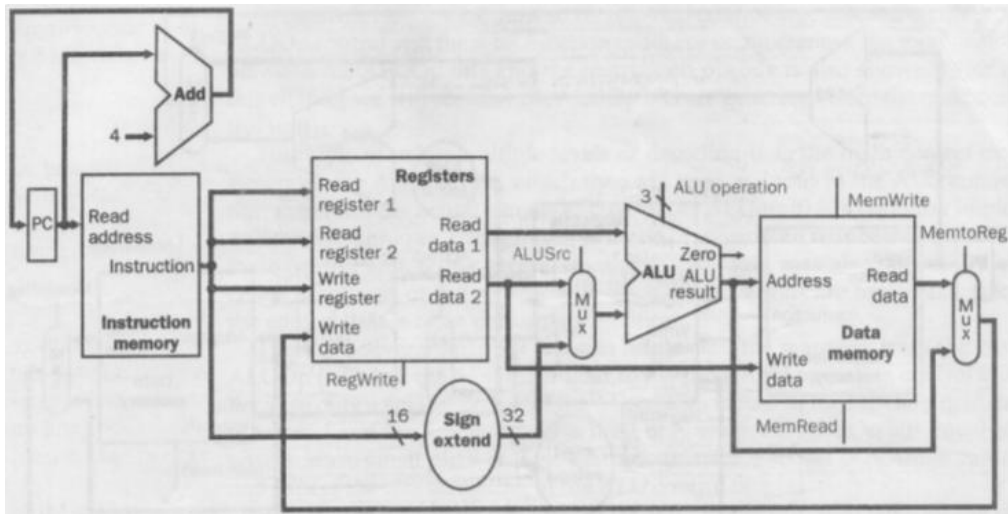 Add
4
PC
Read
address
Instruction
Instruction
memory
Registers
Read
register 1
Read
register 2
Write
register
Write
data
Read
data 1
Read
data 2
RegWrite
16
Sign
extend
32
ALUSrc
Mux
3
ALU operation
Zero
ALU
ALU
result
MemWrite
Address
Read
data
Data
memory
Write
data
MemRead
MemtoReg
Mux